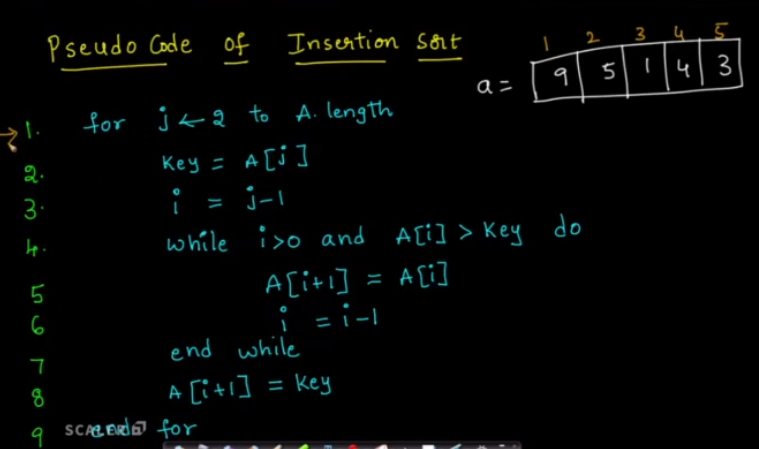 Pseudo Code of Insertion Sort
1 2 3 4 5
a = 9 5 1 4 3
1. for j ← 2 to A.length
2. Key = A[j]
3. i = j-1
4. while i>0 and A[i] > Key do
5 A[i+1] = A[i]
6 i = i-1
7 end while
8 A[i+1] = Key
9 end for
SCALER